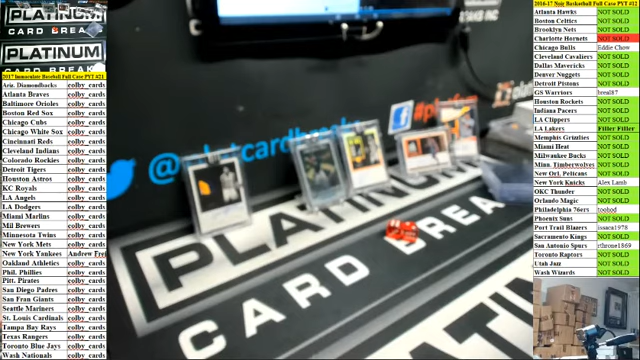 PLATINUM
CARD BREAK
PLATINUM
CARD BREAK
2017 Immaculate Baseball Full Case PYT #21
Ariz. Diamondbacks colby_cards
Atlanta Braves colby_cards
Baltimore Orioles colby_cards
Boston Red Sox colby_cards
Chicago Cubs colby_cards
Chicago White Sox colby_cards
Cincinnati Reds colby_cards
Cleveland Indians colby_cards
Colorado Rockies colby_cards
Detroit Tigers colby_cards
Houston Astros colby_cards
KC Royals colby_cards
LA Angels colby_cards
LA Dodgers colby_cards
Miami Marlins colby_cards
Mil Brewers colby_cards
Minnesota Twins colby_cards
New York Mets colby_cards
New York Yankees Andrew Frei
Oakland Athletics colby_cards
Phil. Phillies colby_cards
Pitt. Pirates colby_cards
San Diego Padres colby_cards
San Fran Giants colby_cards
Seattle Mariners colby_cards
St. Louis Cardinals colby_cards
Tampa Bay Rays colby_cards
Texas Rangers colby_cards
Toronto Blue Jays colby_cards
Wash Nationals colby_cards
@platcardbreaks
#pla
PLATINUM
CARD BREA
2016-17 Noir Basketball Full Case PYT #12
Atlanta Hawks NOT SOLD
Boston Celtics NOT SOLD
Brooklyn Nets NOT SOLD
Charlotte Hornets NOT SOLD
Chicago Bulls Eddie Chow
Cleveland Cavaliers NOT SOLD
Dallas Mavericks NOT SOLD
Denver Nuggets NOT SOLD
Detroit Pistons NOT SOLD
GS Warriors breal87
Houston Rockets NOT SOLD
Indiana Pacers NOT SOLD
LA Clippers NOT SOLD
LA Lakers Filler Filler
Memphis Grizzlies NOT SOLD
Miami Heat NOT SOLD
Milwaukee Bucks NOT SOLD
Minn. Timberwolves NOT SOLD
New Orl. Pelicans NOT SOLD
New York Knicks Alex Lamb
OKC Thunder NOT SOLD
Orlando Magic NOT SOLD
Philadelphia 76ers toohod
Phoenix Suns NOT SOLD
Port Trail Blazers issaca1978
Sacramento Kings NOT SOLD
San Antonio Spurs rthrone1869
Toronto Raptors NOT SOLD
Utah Jazz NOT SOLD
Wash Wizards NOT SOLD